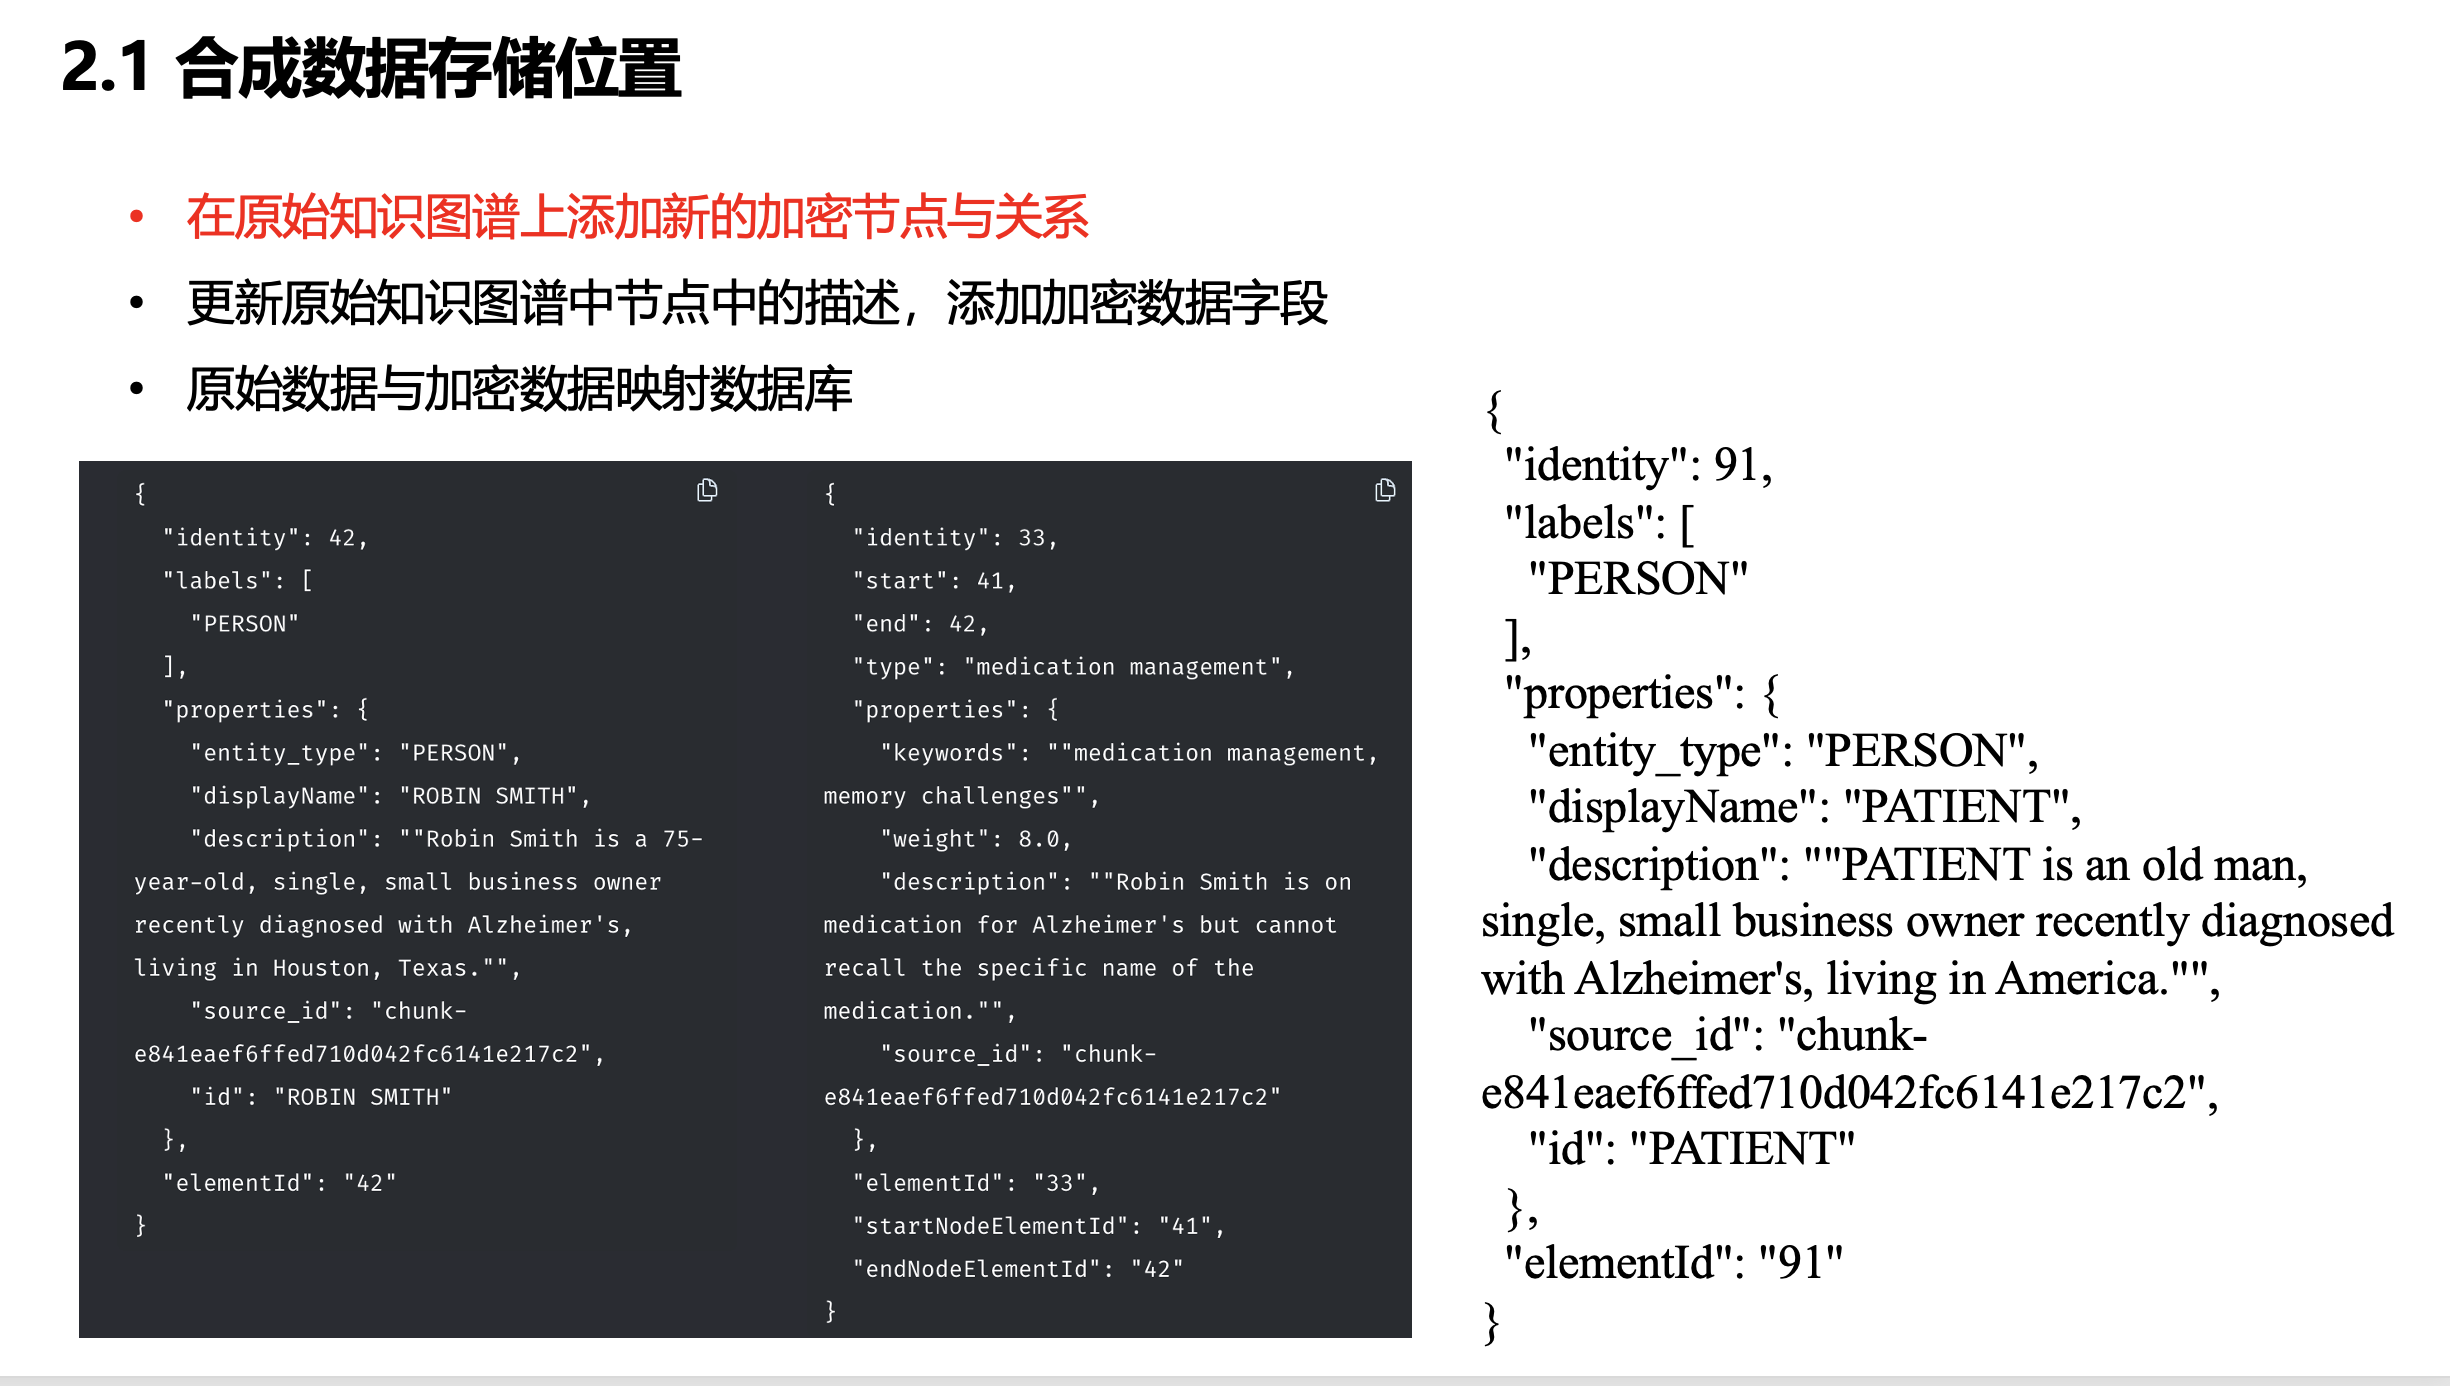 2.1 合成数据存储位置
• 在原始知识图谱上添加新的加密节点与关系
• 更新原始知识图谱中节点中的描述，添加加密数据字段
• 原始数据与加密数据映射数据库
{
"identity": 42,
"labels": [
"PERSON"
],
"properties": {
"entity_type": "PERSON",
"displayName": "ROBIN SMITH",
"description": ""Robin Smith is a 75-
year-old, single, small business owner
recently diagnosed with Alzheimer's,
living in Houston, Texas."",
"source_id": "chunk-
e841eaef6ffed710d042fc6141e217c2",
"id": "ROBIN SMITH"
},
"elementId": "42"
}
{
"identity": 33,
"start": 41,
"end": 42,
"type": "medication management",
"properties": {
"keywords": ""medication management,
memory challenges"",
"weight": 8.0,
"description": ""Robin Smith is on
medication for Alzheimer's but cannot
recall the specific name of the
medication."",
"source_id": "chunk-
e841eaef6ffed710d042fc6141e217c2"
},
"elementId": "33",
"startNodeElementId": "41",
"endNodeElementId": "42"
}
{
"identity": 91,
"labels": [
"PERSON"
],
"properties": {
"entity_type": "PERSON",
"displayName": "PATIENT",
"description": ""PATIENT is an old man,
single, small business owner recently diagnosed
with Alzheimer's, living in America."",
"source_id": "chunk-
e841eaef6ffed710d042fc6141e217c2",
"id": "PATIENT"
},
"elementId": "91"
}